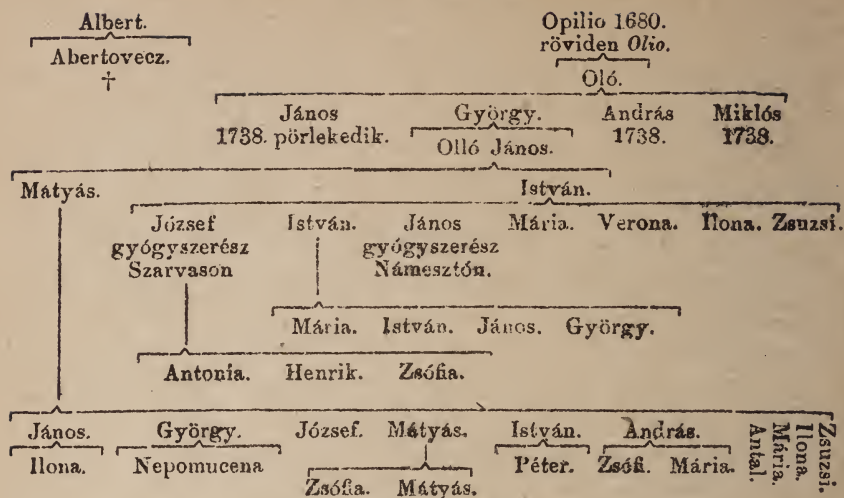 Albert.
Abertovecz.
†
Opilio 1680.
röviden Olio.
Oló.
János György. András Miklós
1738. pörlekedik. 1738. 1738.
Olló János.
Mátyás. István.
József István. János Mária. Verona. Ilona. Zsuzsi.
gyógyszerész gyógyszerész
Szarvason Námesztón.
Mária. István. János. György.
Antonia. Henrik. Zsófia.
János. György. József. Mátyás. István. András.
Ilona. Nepomucena Péter. Zsófi. Mária.
Zsófia. Mátyás.
Antal.
Mária.
Ilona.
Zsuzsi.